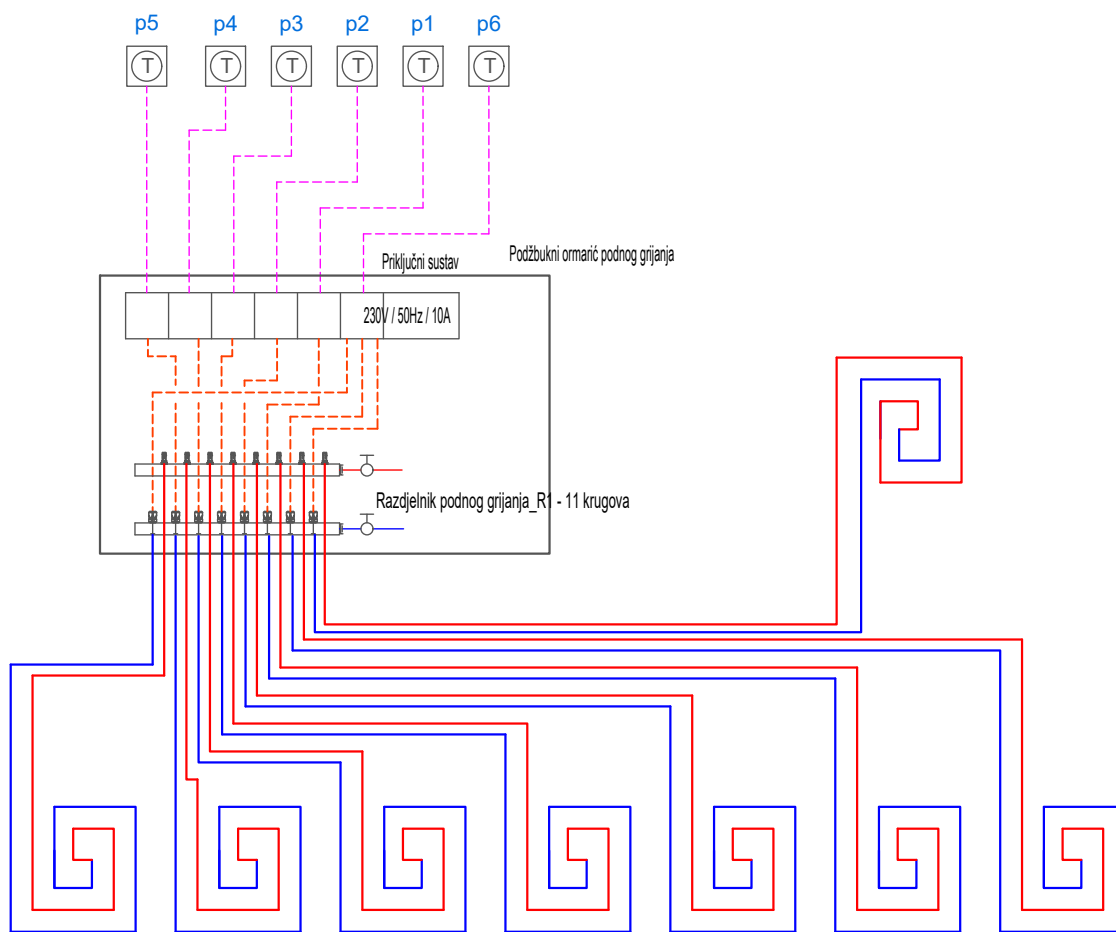 p5 p4 p3 p2 p1 p6
T T T T T T
Podžbukni ormarić podnog grijanja
Priključni sustav
230V / 50Hz / 10A
Razdjelnik podnog grijanja_R1 - 11 krugova